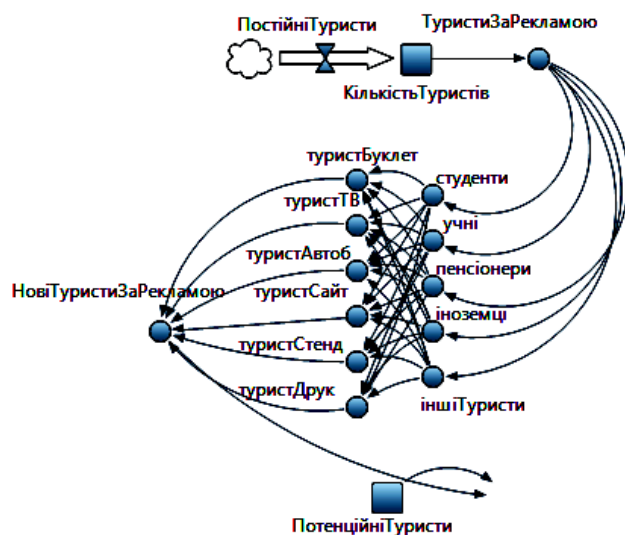 ПостійніТуристи
ТуристиЗаРекламою
КількістьТуристів
туристБуклет
студенти
туристТВ
учні
туристАвтоб
пенсіонери
НовіТуристиЗаРекламою
туристСайт
іноземці
туристСтенд
туристДрук
іншіТуристи
ПотенційніТуристи